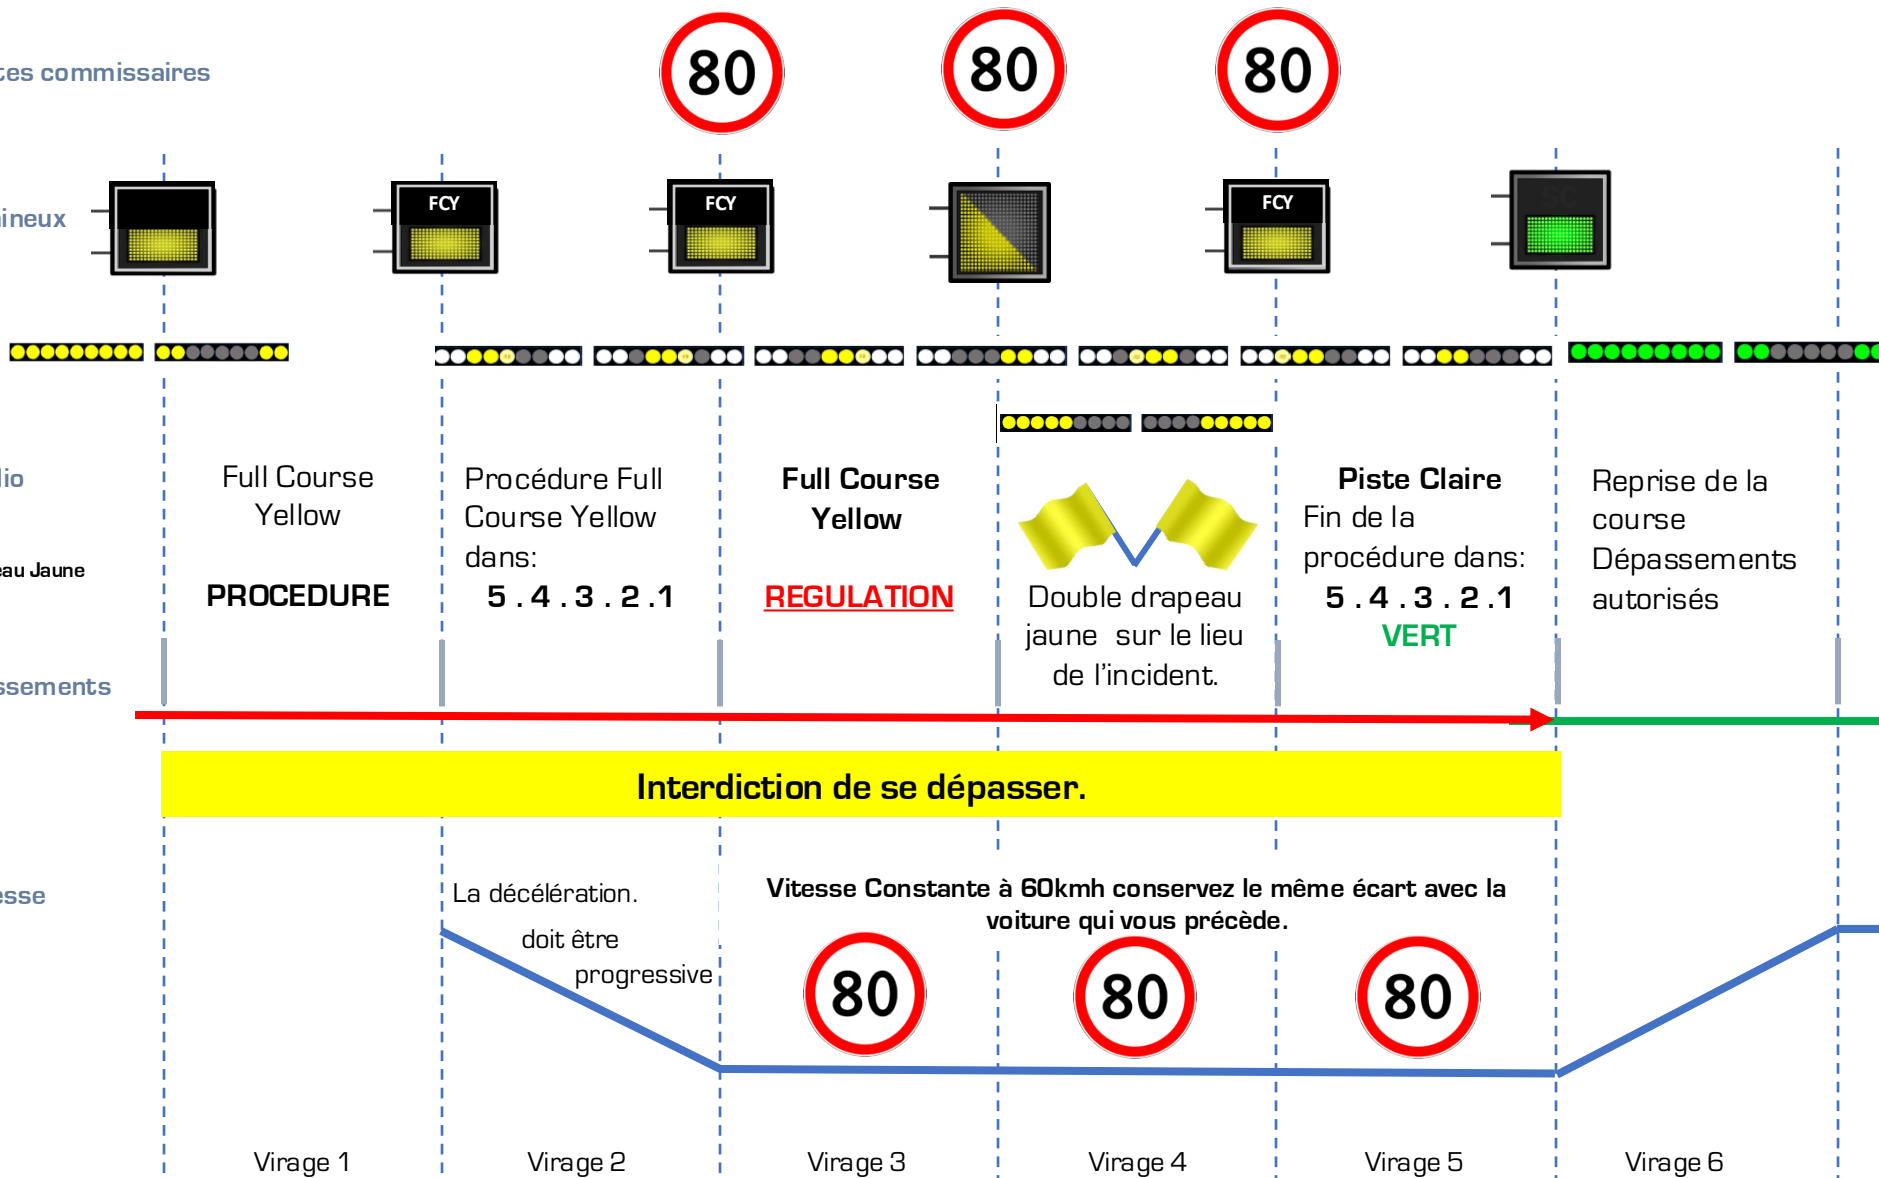 80 80 80
tes commissaires
FCY FCY FCY
SC
ineux
dio
Full Course
Yellow
PROCEDURE
Procédure Full
Course Yellow
dans:
5 . 4 . 3 . 2 .1
Full Course
Yellow
REGULATION
Double drapeau
jaune sur le lieu
de l'incident.
Piste Claire
Fin de la
procédure dans:
5 . 4 . 3 . 2 .1
VERT
Reprise de la
course
Dépassements
autorisés
eau Jaune
ssements
Interdiction de se dépasser.
esse
La décélération.
doit être
progressive
Vitesse Constante à 60kmh conservez le même écart avec la
voiture qui vous précède.
80 80 80
Virage 1 Virage 2 Virage 3 Virage 4 Virage 5 Virage 6